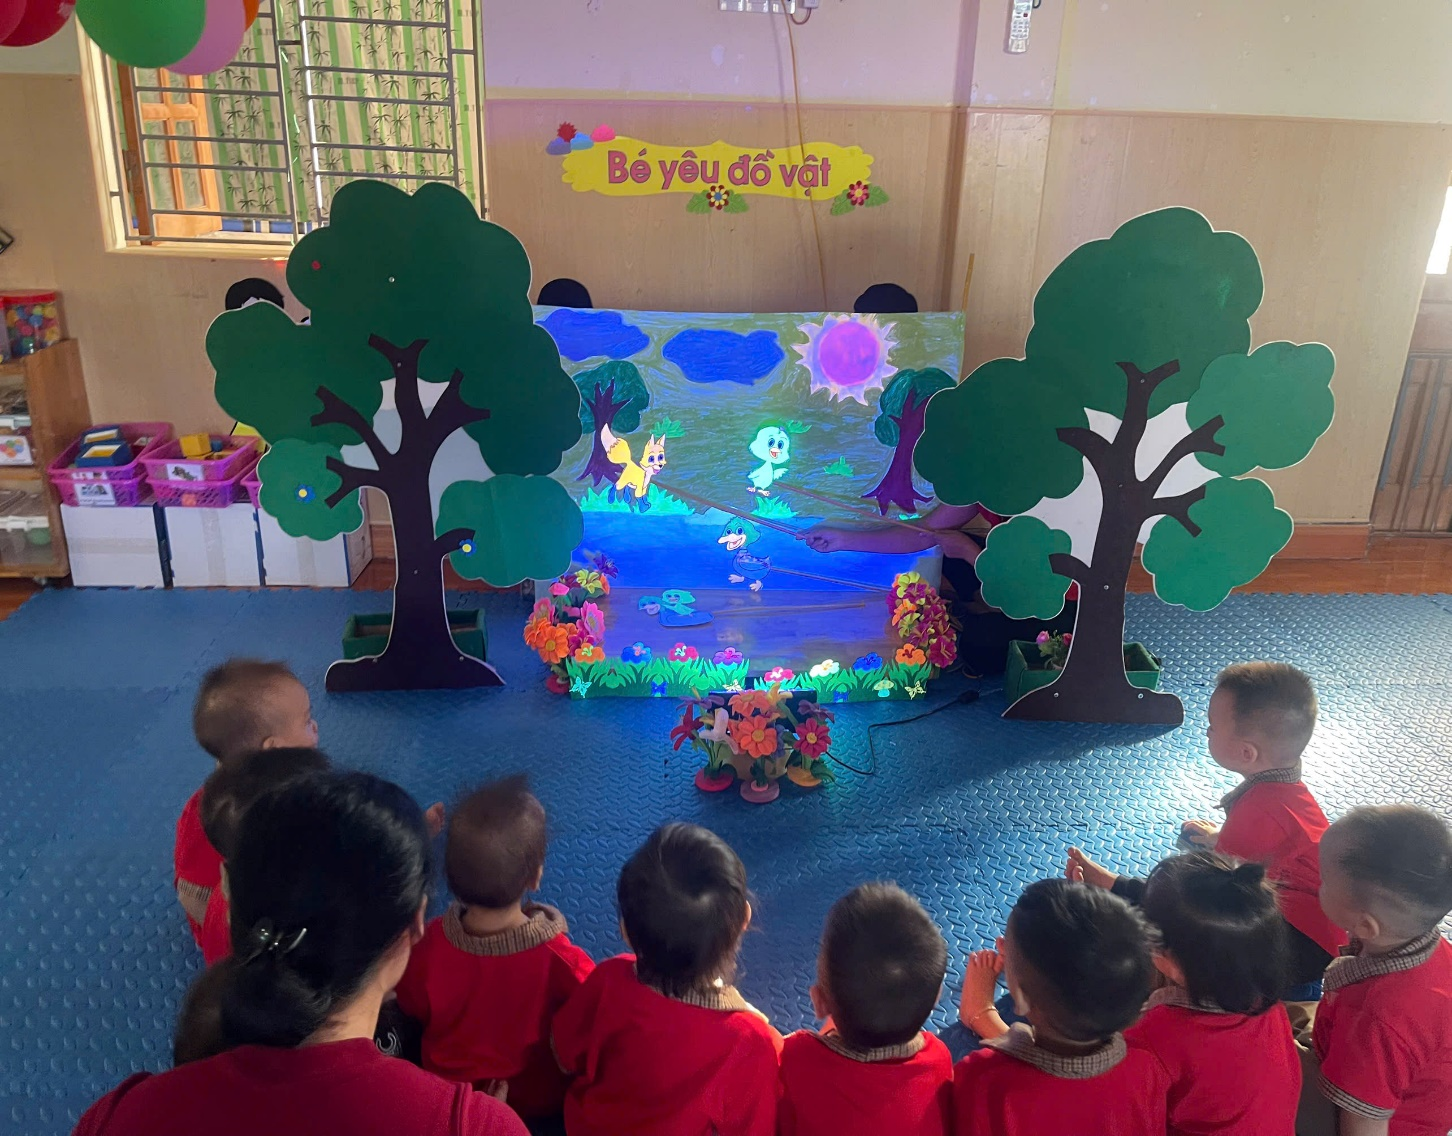 Bé yêu đồ vật